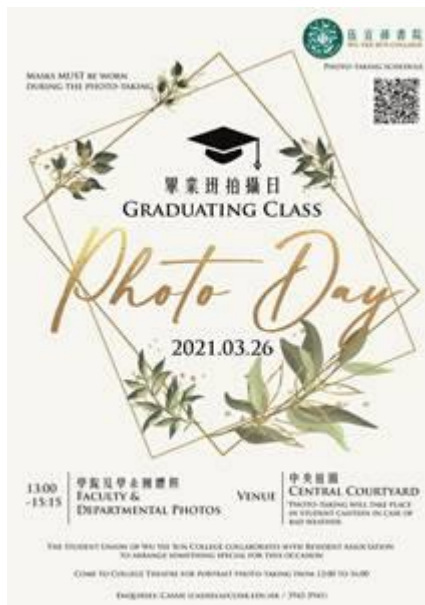 伍宜孫書院
WU YEE SUN COLLEGE
PHOTO-TAKING SCHEDULE
MASKS MUST BE WORN
DURING THE PHOTO-TAKING
畢業班拍攝日
GRADUATING CLASS
Photo Day
2021.03.26
13:00
-15:15
學院及學系團體照
FACULTY &
DEPARTMENTAL PHOTOS
VENUE
中央庭園
CENTRAL COURTYARD
*PHOTO-TAKING WILL TAKE PLACE
IN STUDENT CANTEEN IN CASE OF
BAD WEATHER
THE STUDENT UNION OF WU YEE SUN COLLEGE COLLABORATES WITH RESIDENT ASSOCIATION
TO ARRANGE SOMETHING SPECIAL FOR THIS OCCASION
COME TO COLLEGE THEATRE FOR PORTRAIT PHOTO-TAKING FROM 12:00 TO 16:00
ENQUIRIES: CASSIE